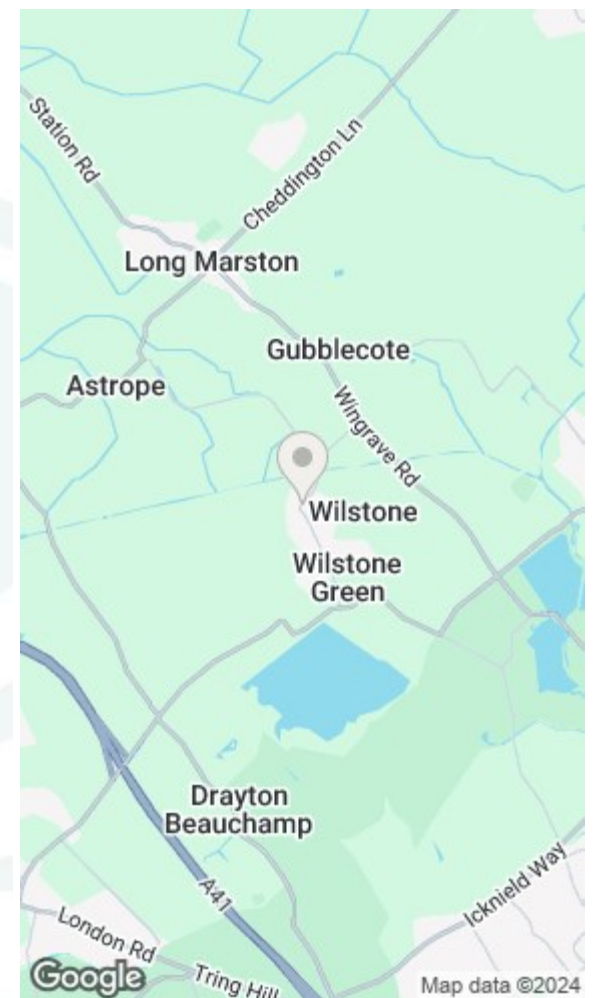 Station Rd
Cheddington Ln
Long Marston
Gubblecote
Astrope
Wingrave Rd
Wilstone
Wilstone
Green
Drayton
Beauchamp
A41
Icknield Way
London Rd
Tring Hill
Google
Map data ©2024